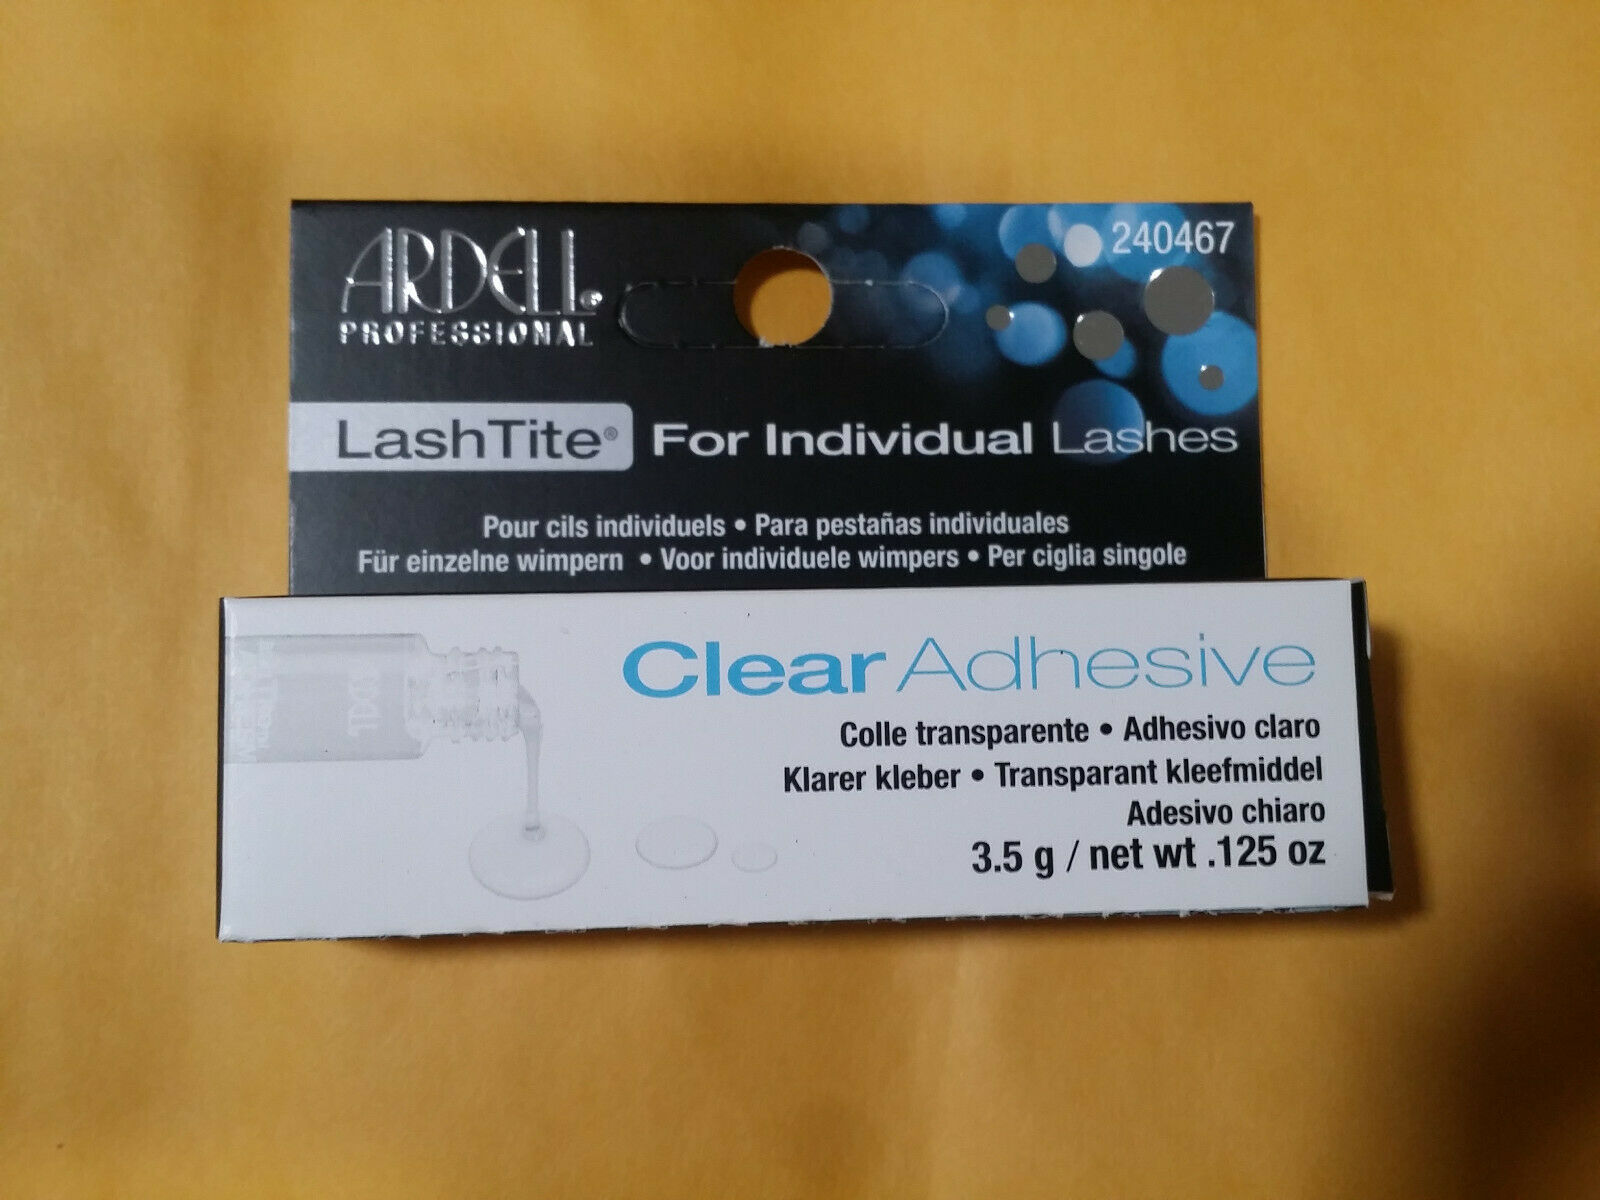 ARDELL®
PROFESSIONAL
240467
LashTite® For Individual Lashes
Pour cils individuels • Para pestañas individuales
Für einzelne wimpern • Voor individuele wimpers • Per ciglia singole
Clear Adhesive
Colle transparente • Adhesivo claro
Klarer kleber • Transparant kleefmiddel
Adesivo chiaro
3.5 g / net wt .125 oz